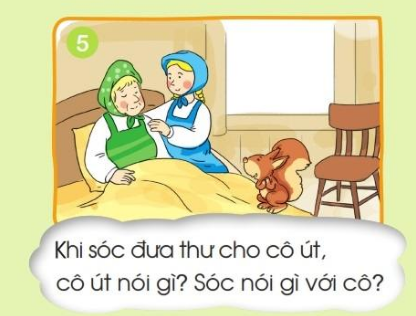 5
Khi sóc đưa thư cho cô út,
cô út nói gì? Sóc nói gì với cô?